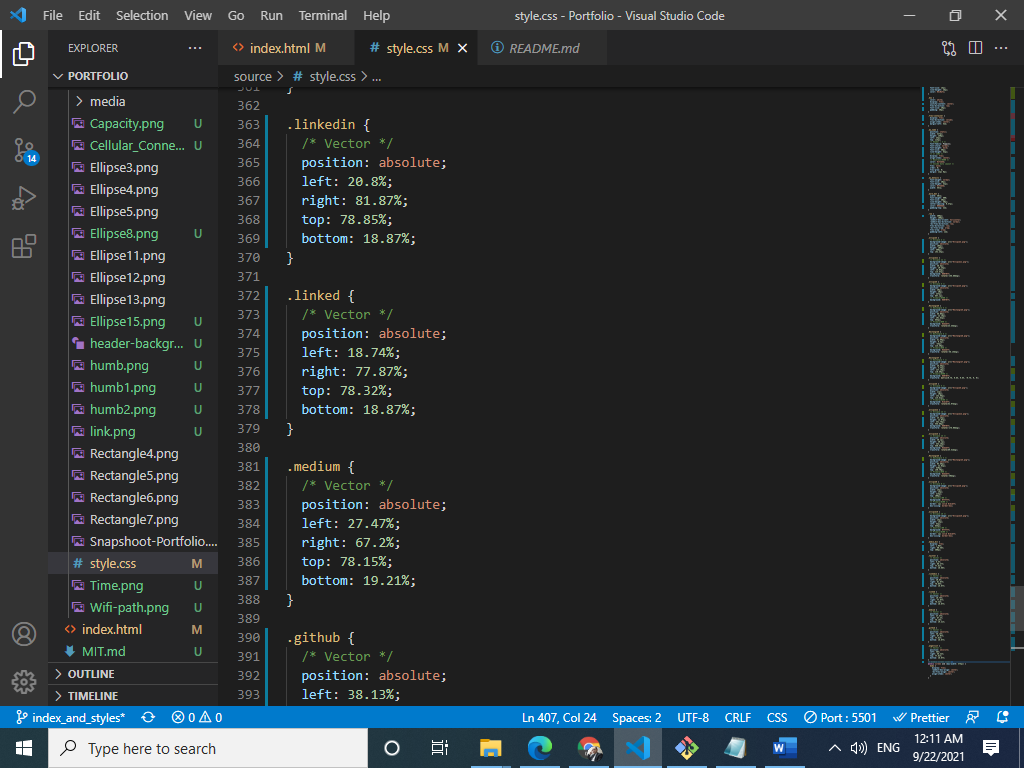 File Edit Selection View Go Run Terminal Help style.css - Portfolio - Visual Studio Code
EXPLORER ...
index.html M
style.css M
README.md
PORTFOLIO
source > # style.css > ...
media
Capacity.png U
Cellular_Conne... U
Ellipse3.png
Ellipse4.png
Ellipse5.png
Ellipse8.png U
Ellipse11.png
Ellipse12.png
Ellipse13.png
Ellipse15.png U
header-backgr... U
humb.png U
humb1.png U
humb2.png U
link.png U
Rectangle4.png
Rectangle5.png
Rectangle6.png
Rectangle7.png
Snapshoot-Portfolio....
# style.css M
Time.png U
Wifi-path.png U
index.html M
MIT.md U
OUTLINE
TIMELINE
14
361 }
362
363 .linkedin {
364 /* Vector */
365 position: absolute;
366 left: 20.8%;
367 right: 81.87%;
368 top: 78.85%;
369 bottom: 18.87%;
370 }
371
372 .linked {
373 /* Vector */
374 position: absolute;
375 left: 18.74%;
376 right: 77.87%;
377 top: 78.32%;
378 bottom: 18.87%;
379 }
380
381 .medium {
382 /* Vector */
383 position: absolute;
384 left: 27.47%;
385 right: 67.2%;
386 top: 78.15%;
387 bottom: 19.21%;
388 }
389
390 .github {
391 /* Vector */
392 position: absolute;
393 left: 38.13%;
index_and_styles* 0 0 Ln 407, Col 24 Spaces: 2 UTF-8 CRLF CSS Port : 5501 Prettier
Type here to search
ENG
12:11 AM
9/22/2021